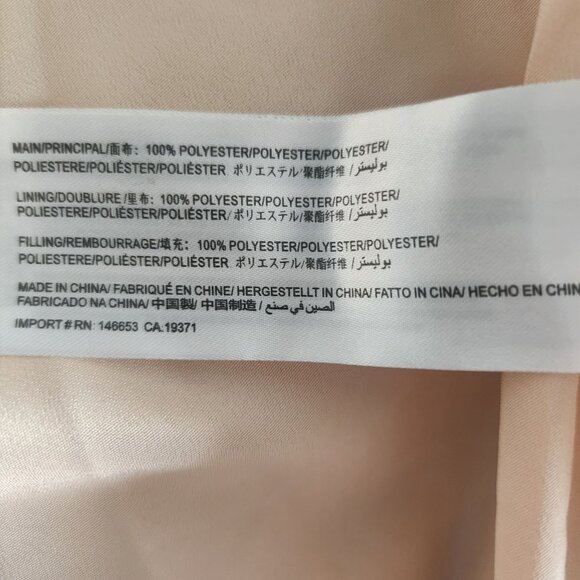 MAIN/PRINCIPAL/面布: 100% POLYESTER/POLYESTER/POLYESTER/
POLIESTERE/POLIÉSTER/POLIÉSTER ポリエステル/聚酯纤维 /بوليستر
LINING/DOUBLURE /里布: 100% POLYESTER/POLYESTER/POLYESTER/
POLIESTERE/POLIÉSTER/POLIÉSTER ポリエステル/聚酯纤维 /بوليستر
FILLING/REMBOURRAGE/填充: 100% POLYESTER/POLYESTER/POLYESTER/
POLIESTERE/POLIÉSTER/POLIÉSTER ポリエステル/聚酯纤维 /بوليستر
MADE IN CHINA/ FABRIQUÉ EN CHINE/ HERGESTELLT IN CHINA/ FATTO IN CINA/ HECHO EN CHIN
FABRICADO NA CHINA/ 中国製/ 中国制造 / الصين في صنع
IMPORT # RN: 146653 CA:19371